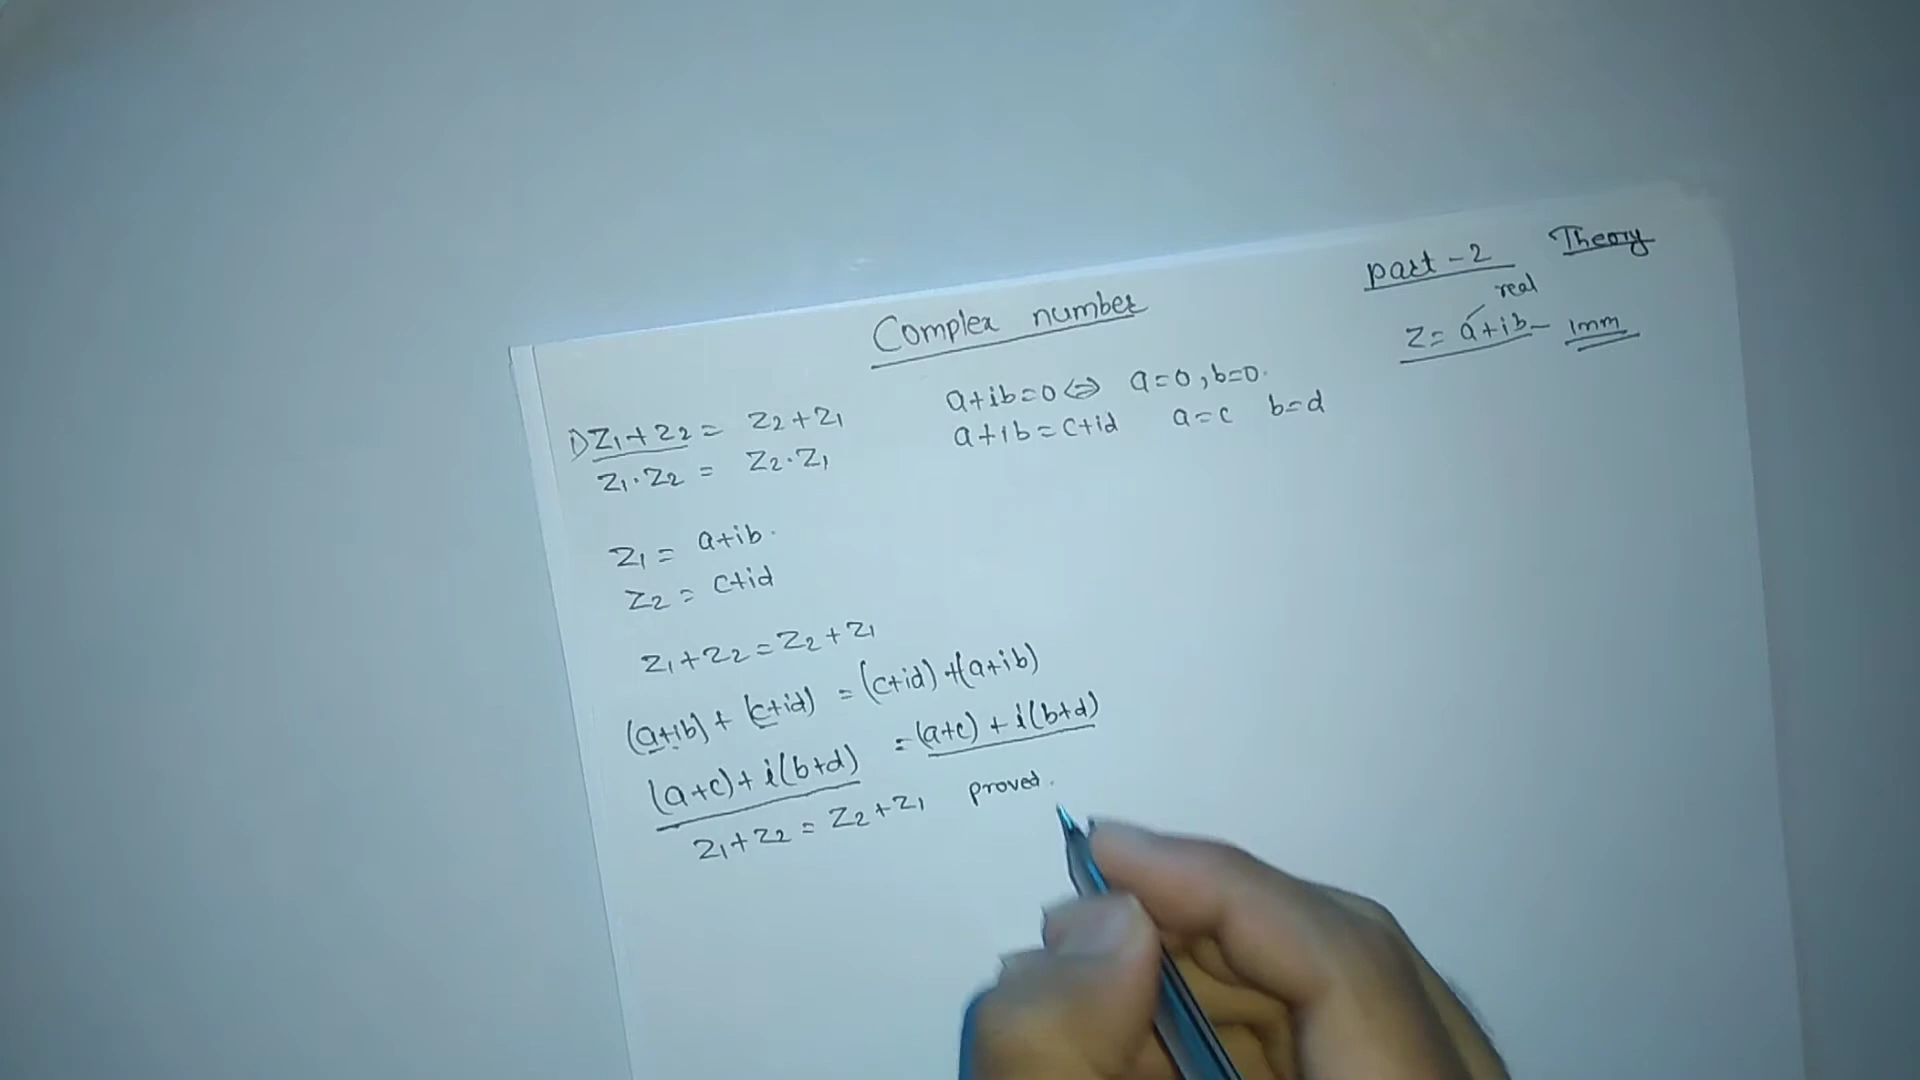 part-2 Theory
Complex number
real
z = a+ib - imm
a+ib=0⇔ a=0, b=0.
a+ib=c+id a=c b=d
1) z1+z2 = z2+z1
z1.z2 = z2.z1
z1 = a+ib.
z2 = c+id
z1+z2=z2+z1
(a+ib)+(c+id) = (c+id)+(a+ib)
(a+c)+i(b+d) = (a+c)+i(b+d)
z1+z2 = z2+z1 proved.